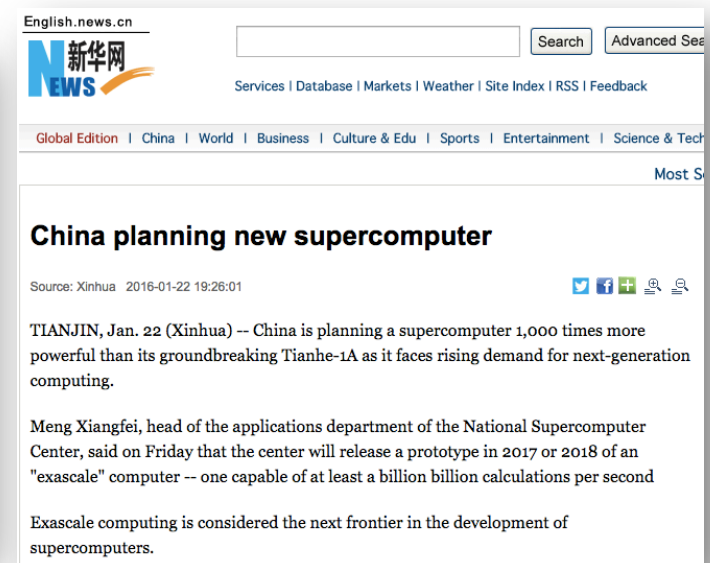 English.news.cn
新华网
NEWS
Search
Advanced Sea
Services | Database | Markets | Weather | Site Index | RSS | Feedback
Global Edition | China | World | Business | Culture & Edu | Sports | Entertainment | Science & Tech
Most S
China planning new supercomputer
Source: Xinhua 2016-01-22 19:26:01
TIANJIN, Jan. 22 (Xinhua) -- China is planning a supercomputer 1,000 times more
powerful than its groundbreaking Tianhe-1A as it faces rising demand for next-generation
computing.
Meng Xiangfei, head of the applications department of the National Supercomputer
Center, said on Friday that the center will release a prototype in 2017 or 2018 of an
"exascale" computer -- one capable of at least a billion billion calculations per second
Exascale computing is considered the next frontier in the development of
supercomputers.